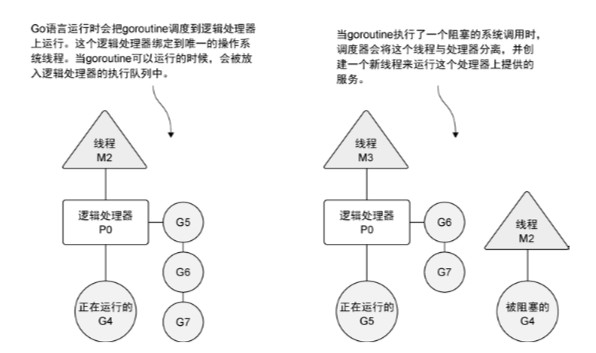 Go语言运行时会把goroutine调度到逻辑处理器
上运行。这个逻辑处理器绑定到唯一的操作系
统线程。当goroutine可以运行的时候，会被放
入逻辑处理器的执行队列中。
线程
M2
逻辑处理器
P0
G5
G6
G7
正在运行的
G4
当goroutine执行了一个阻塞的系统调用时，
调度器会将这个线程与处理器分离，并创
建一个新线程来运行这个处理器上提供的
服务。
线程
M3
逻辑处理器
P0
G6
G7
正在运行的
G5
线程
M2
被阻塞的
G4